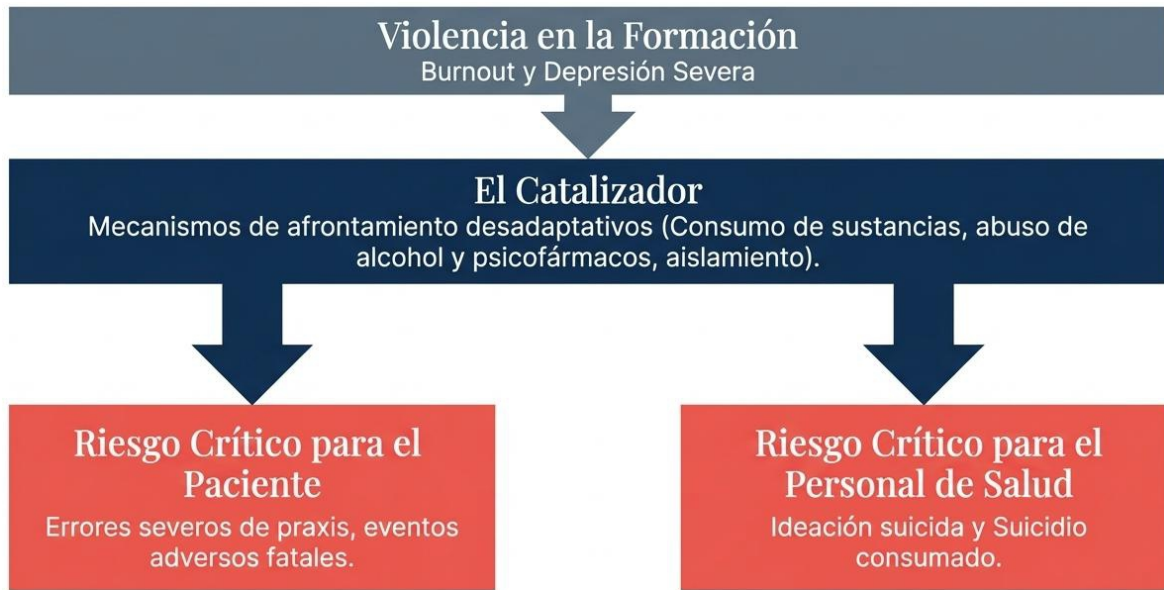 Violencia en la Formación
Burnout y Depresión Severa
El Catalizador
Mecanismos de afrontamiento desadaptativos (Consumo de sustancias, abuso de
alcohol y psicofármacos, aislamiento).
Riesgo Crítico para el
Paciente
Errores severos de praxis, eventos
adversos fatales.
Riesgo Crítico para el
Personal de Salud
Ideación suicida y Suicidio
consumado.